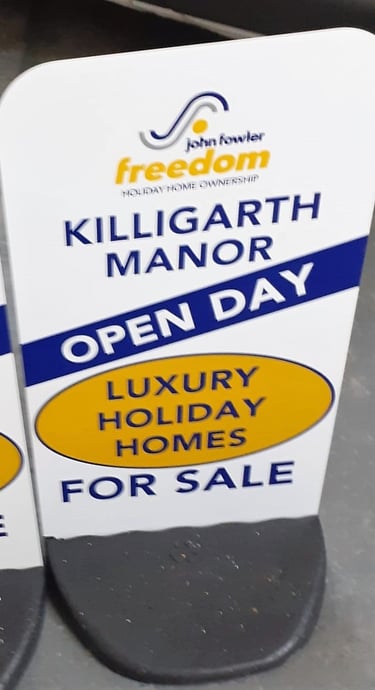 john fowler
freedom
HOLIDAY HOME OWNERSHIP
KILLIGARTH
MANOR
OPEN DAY
LUXURY
HOLIDAY
HOMES
FOR SALE
E